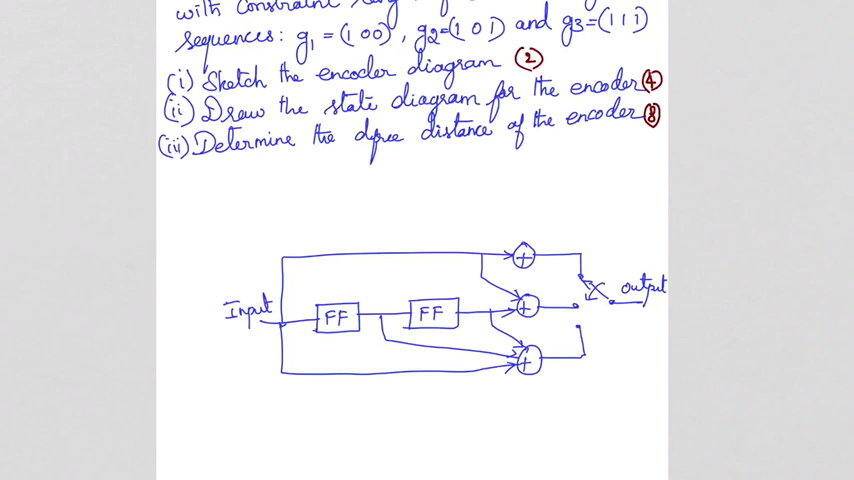 with constraint
sequences: g1 = (1 0 0), g2=(1 0 1) and g3=(1 1 1)
(i) Sketch the encoder diagram (2)
(ii) Draw the state diagram for the encoder (4)
(iii) Determine the dfree distance of the encoder (8)
+
Input FF FF + output
+